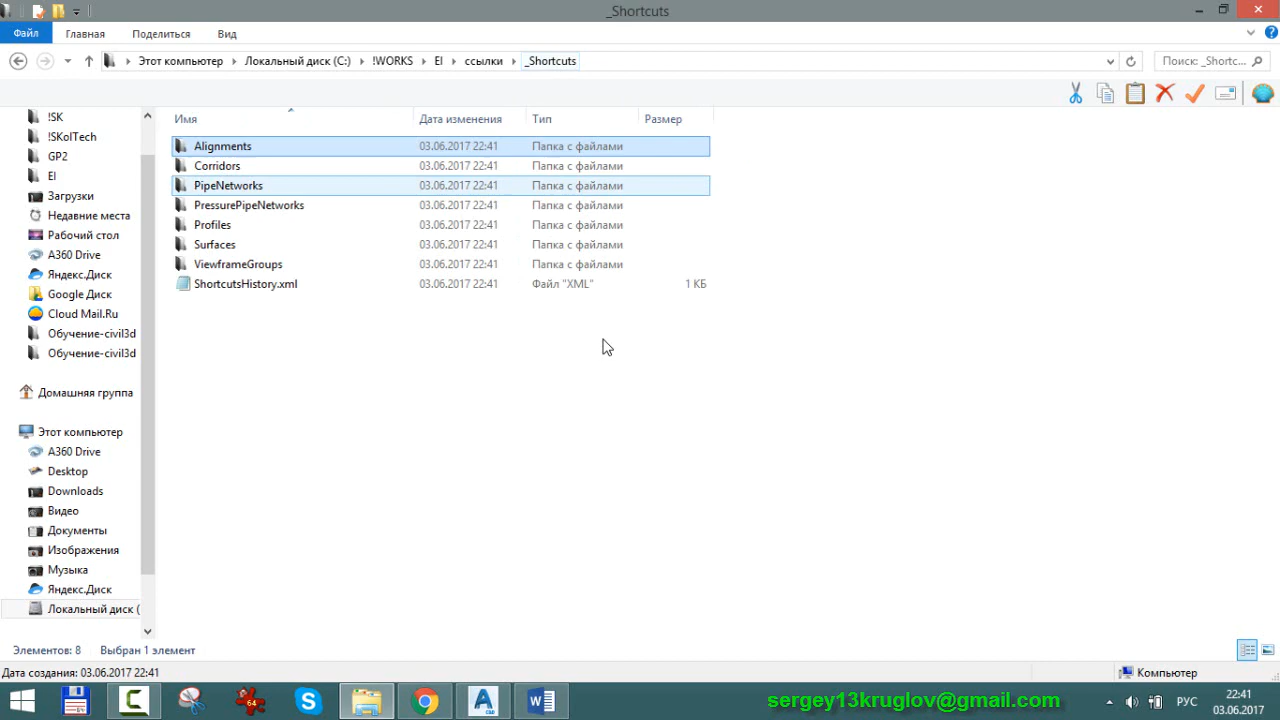 _Shortcuts
Файл Главная Поделиться Вид
Этот компьютер Локальный диск (C:) !WORKS EI ссылки _Shortcuts
Поиск: _Shortc...
Имя Дата изменения Тип Размер
Alignments 03.06.2017 22:41 Папка с файлами
Corridors 03.06.2017 22:41 Папка с файлами
PipeNetworks 03.06.2017 22:41 Папка с файлами
PressurePipeNetworks 03.06.2017 22:41 Папка с файлами
Profiles 03.06.2017 22:41 Папка с файлами
Surfaces 03.06.2017 22:41 Папка с файлами
ViewframeGroups 03.06.2017 22:41 Папка с файлами
ShortcutsHistory.xml 03.06.2017 22:41 Файл "XML" 1 КБ
!SK
!SKolTech
GP2
EI
Загрузки
Недавние места
Рабочий стол
A360 Drive
Яндекс.Диск
Google Диск
Cloud Mail.Ru
Обучение-civil3d
Обучение-civil3d
Домашняя группа
Этот компьютер
A360 Drive
Desktop
Downloads
Видео
Документы
Изображения
Музыка
Яндекс.Диск
Локальный диск (
Элементов: 8 Выбран 1 элемент
Дата создания: 03.06.2017 22:41 Компьютер
64
sergey13kruglov@gmail.com
РУС
22:41
03.06.2017